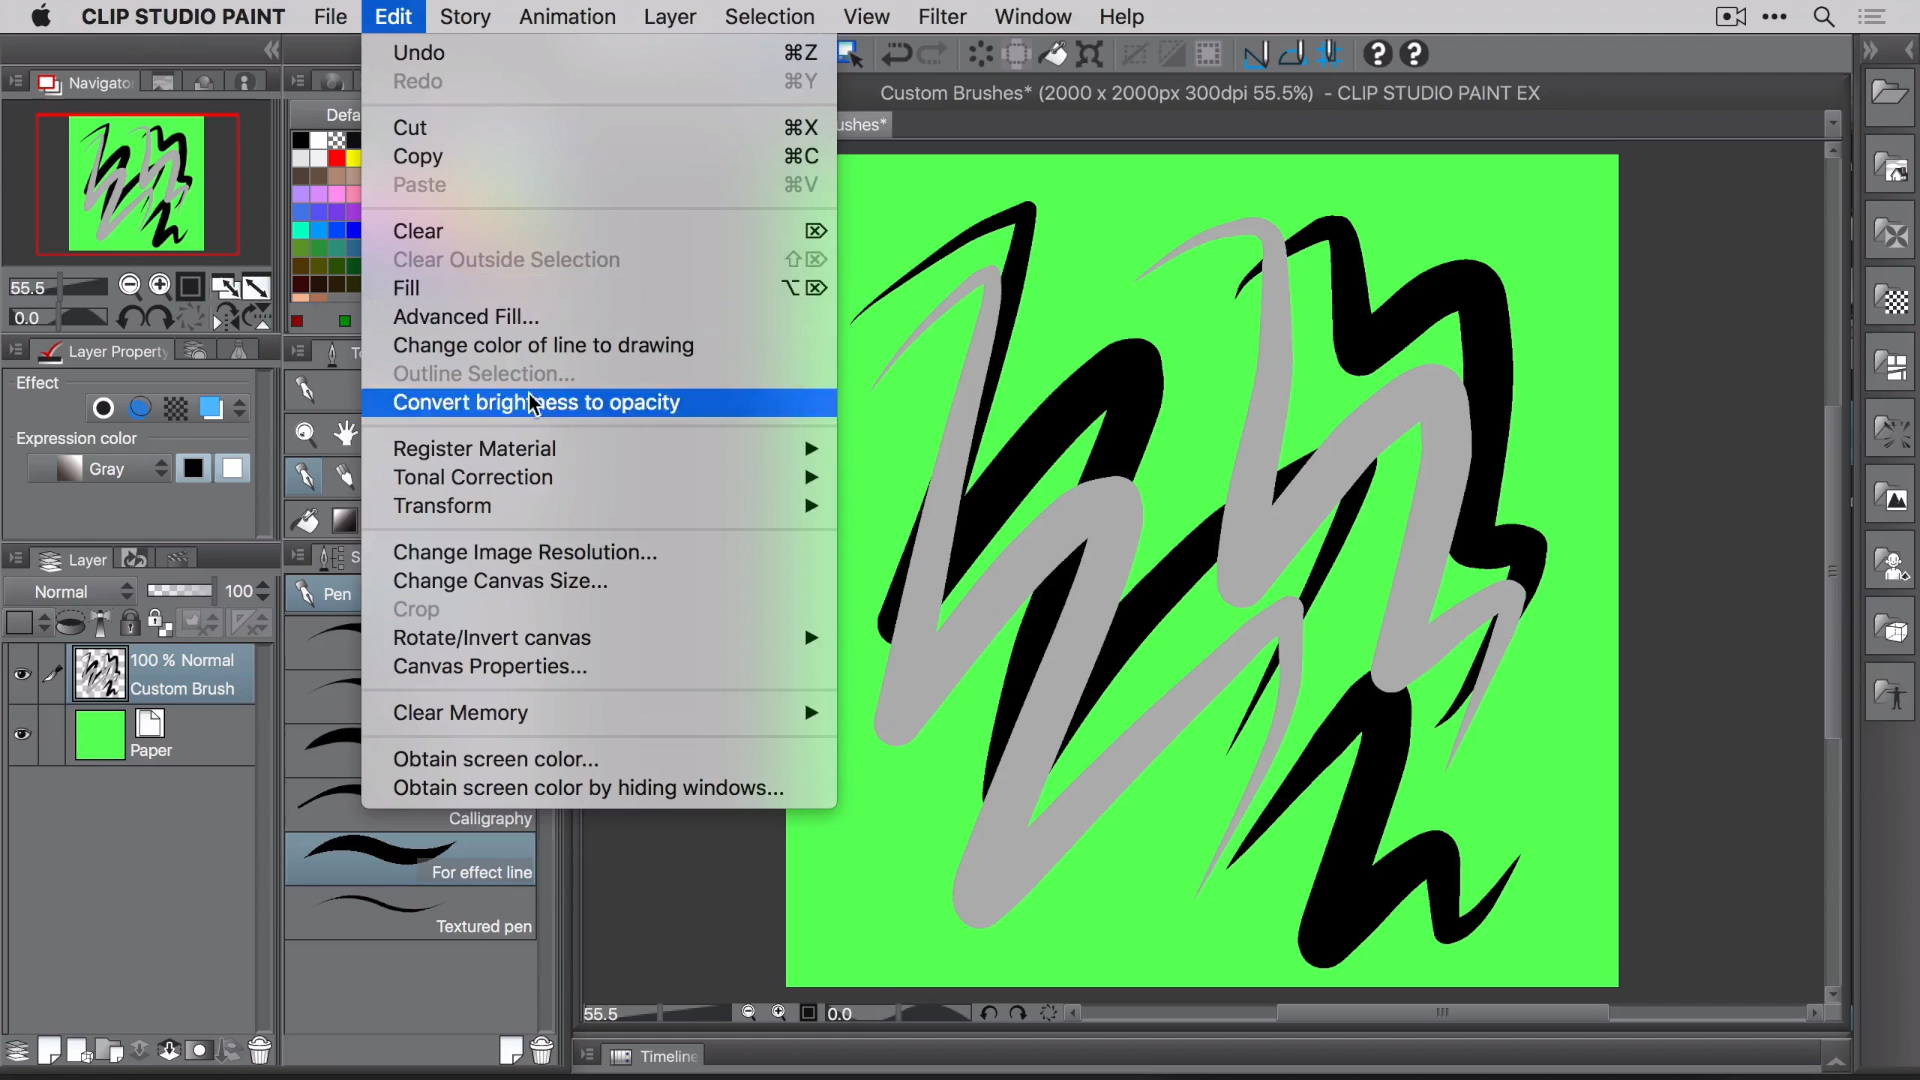 CLIP STUDIO PAINT File Edit Story Animation Layer Selection View Filter Window Help
Custom Brushes* (2000 x 2000px 300dpi 55.5%) - CLIP STUDIO PAINT EX
Navigator
Undo ⌘Z
Redo ⌘Y
Cut ⌘X
Copy ⌘C
Paste ⌘V
Clear ⌦
Clear Outside Selection ⇧⌦
Fill ⌥⌦
Advanced Fill...
Change color of line to drawing
Outline Selection...
Convert brightness to opacity
Register Material
Tonal Correction
Transform
Change Image Resolution...
Change Canvas Size...
Crop
Rotate/Invert canvas
Canvas Properties...
Clear Memory
Obtain screen color...
Obtain screen color by hiding windows...
55.5
0.0
Layer Property
Effect
Expression color
Gray
Layer
Normal 100
100 % Normal
Custom Brush
Paper
Pen
Calligraphy
For effect line
Textured pen
55.5 0.0
Timeline